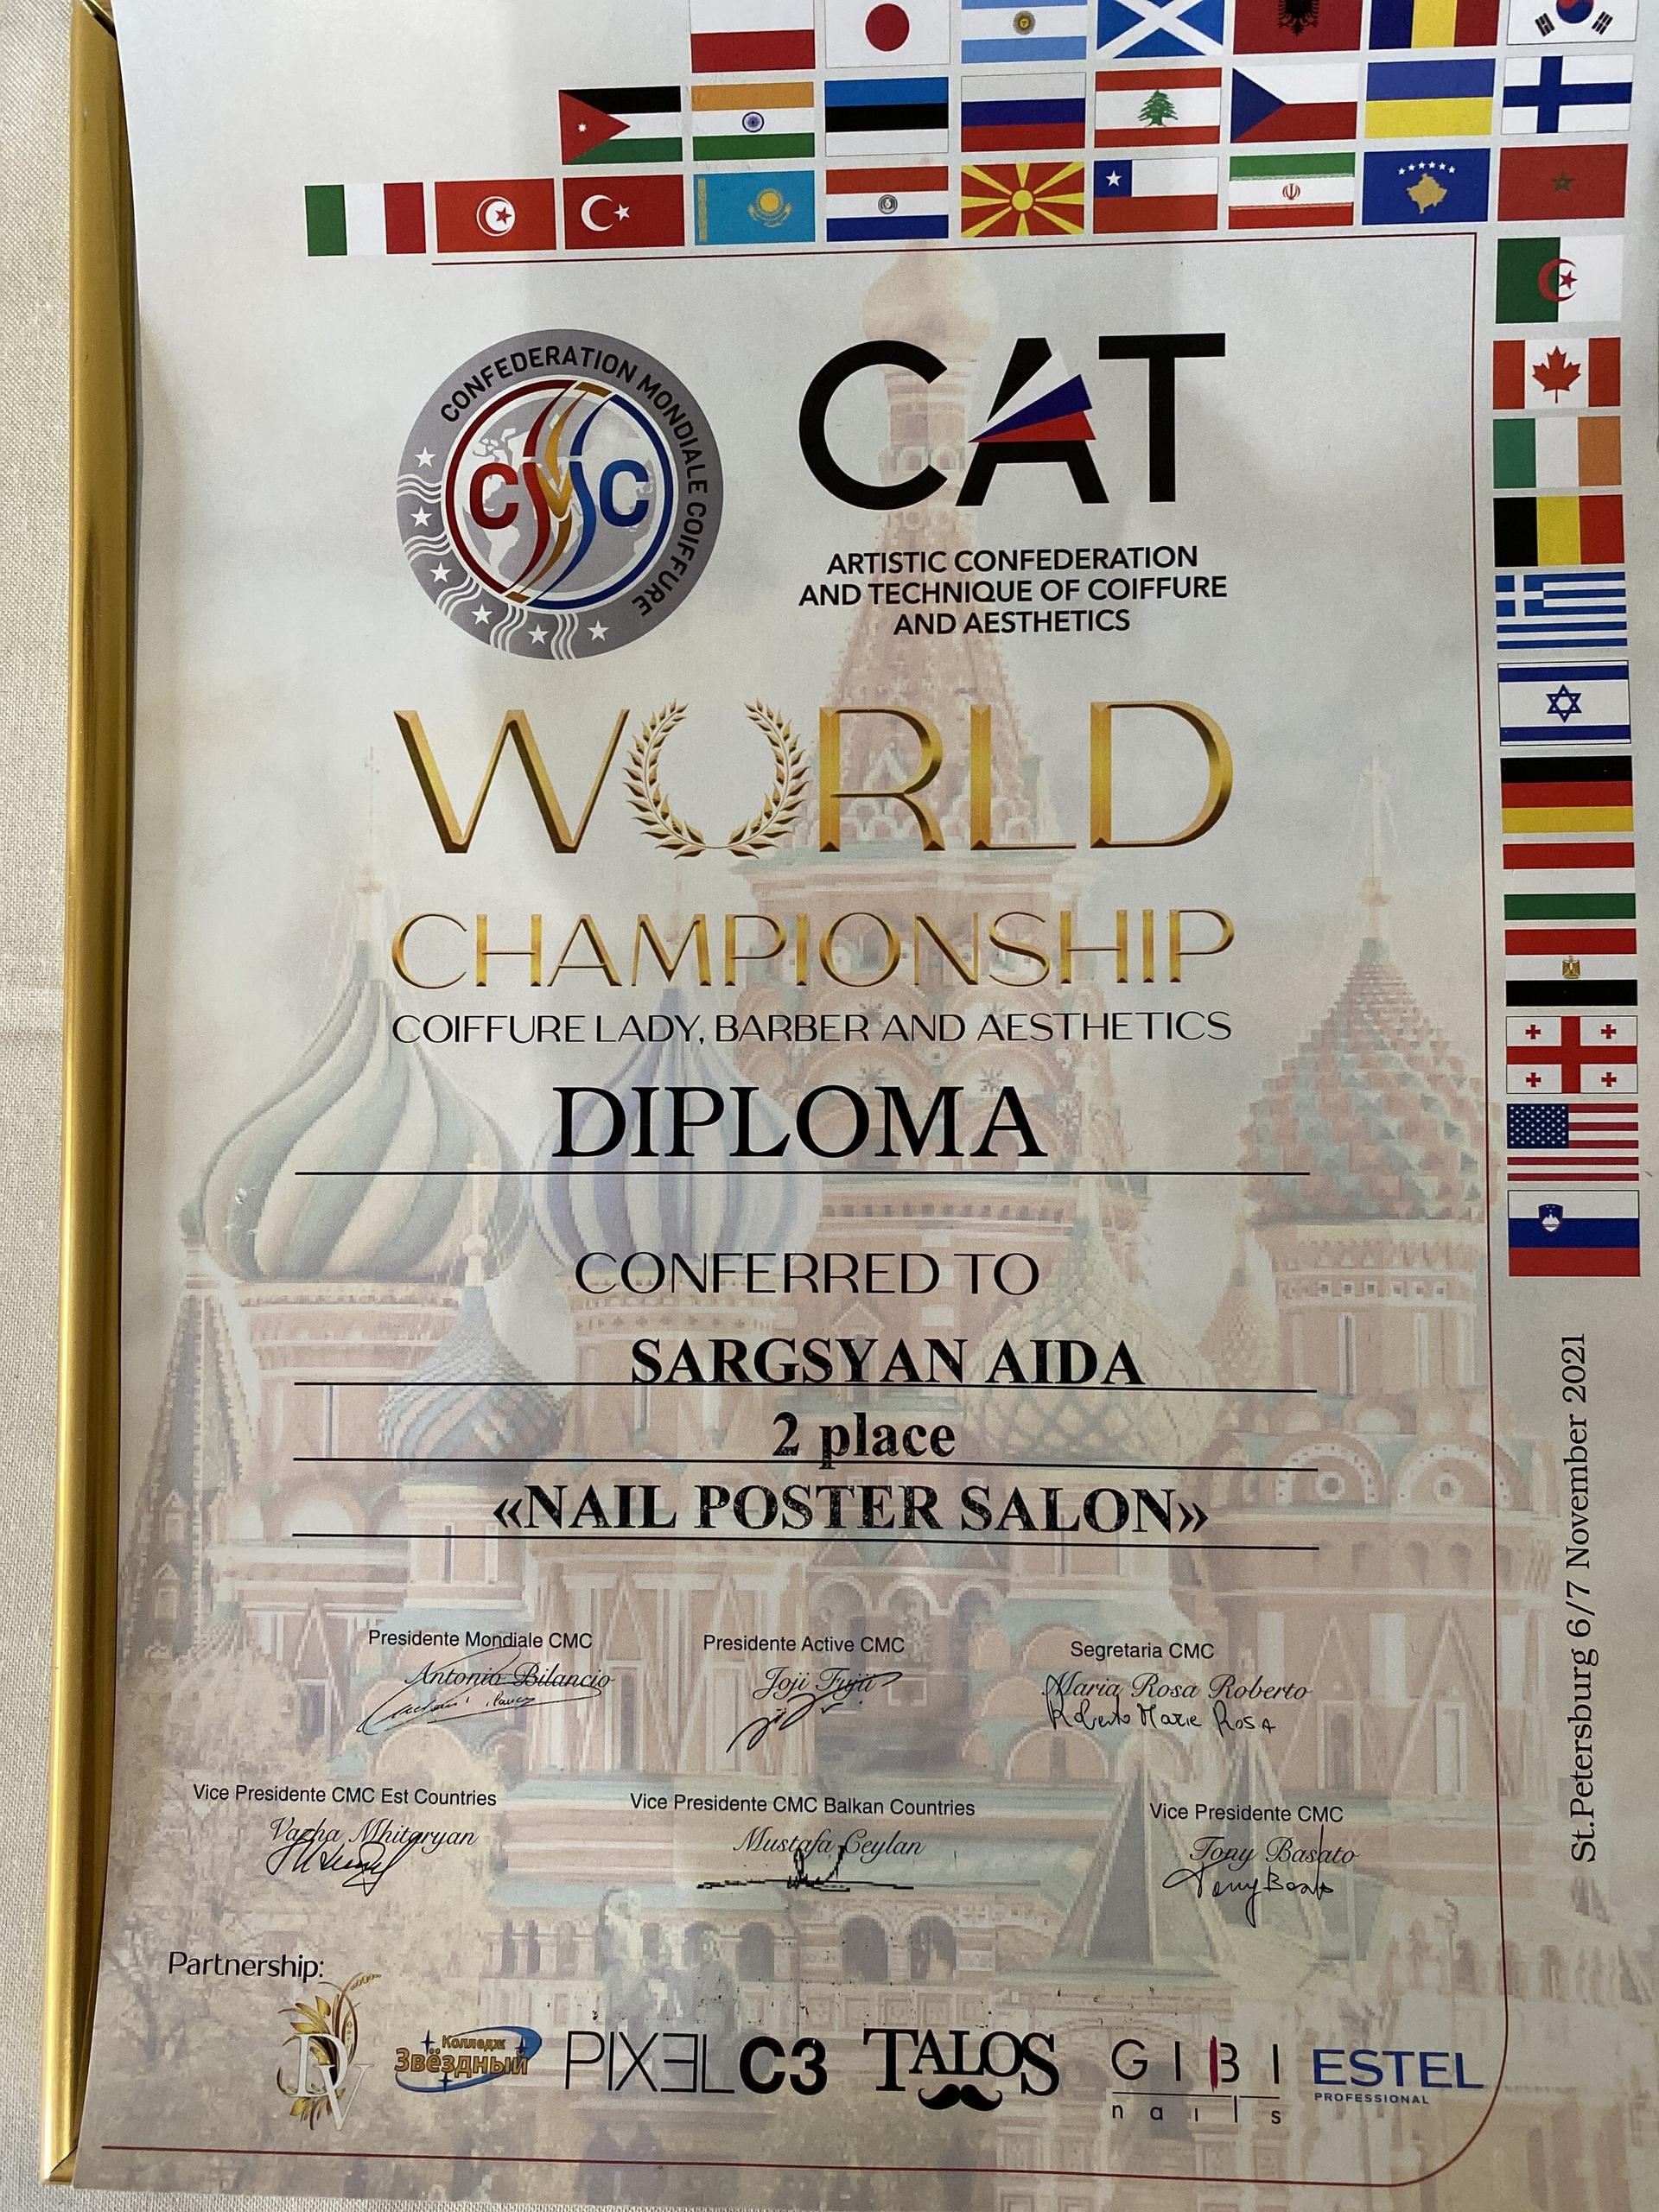 CONFEDERATION MONDIALE COIFFURE
CMC
CAT
ARTISTIC CONFEDERATION
AND TECHNIQUE OF COIFFURE
AND AESTHETICS
WORLD
CHAMPIONSHIP
COIFFURE LADY, BARBER AND AESTHETICS
DIPLOMA
CONFERRED TO
SARGSYAN AIDA
2 place
«NAIL POSTER SALON»
St.Petersburg 6/7 November 2021
Presidente Mondiale CMC
Antonio Bilancio
Presidente Active CMC
Joji Fujii
Segretaria CMC
Maria Rosa Roberto
Roberto Marie Rosa
Vice Presidente CMC Est Countries
Vazha Mhitaryan
Vice Presidente CMC Balkan Countries
Mustafa Ceylan
Vice Presidente CMC
Tony Basato
Partnership:
DV
Колледж
Звёздный
PIXEL
C3
TALOS
GIBI
nails
ESTEL
PROFESSIONAL